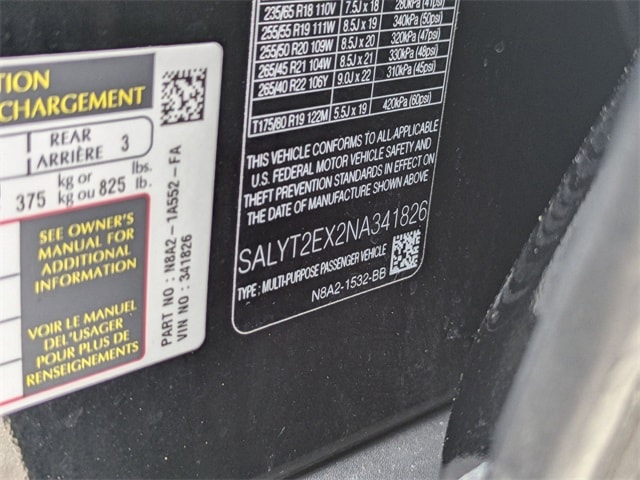 TION
CHARGEMENT
REAR
ARRIÈRE 3
375 kg or 825 lbs.
kg ou lb.
SEE OWNER'S
MANUAL FOR
ADDITIONAL
INFORMATION
VOIR LE MANUEL
DEL'USAGER
POUR PLUS DE
RENSEIGNEMENTS
PART NO : N8A2 - 1A552 - FA
VIN NO : 341826
235/65 R18 110V 7.5J x 18 280kPa (41psi)
255/55 R19 111W 8.5J x 19 340kPa (50psi)
255/50 R20 109W 8.5J x 20 320kPa (47psi)
265/45 R21 104W 8.5J x 21 330kPa (48psi)
265/40 R22 106Y 9.0J x 22 310kPa (45psi)
T175/80 R19 122M 5.5J x 19 420kPa (60psi)
THIS VEHICLE CONFORMS TO ALL APPLICABLE
U.S. FEDERAL MOTOR VEHICLE SAFETY AND
THEFT PREVENTION STANDARDS IN EFFECT ON
THE DATE OF MANUFACTURE SHOWN ABOVE
SALYT2EX2NA341826
TYPE : MULTI-PURPOSE PASSENGER VEHICLE
N8A2-1532-BB